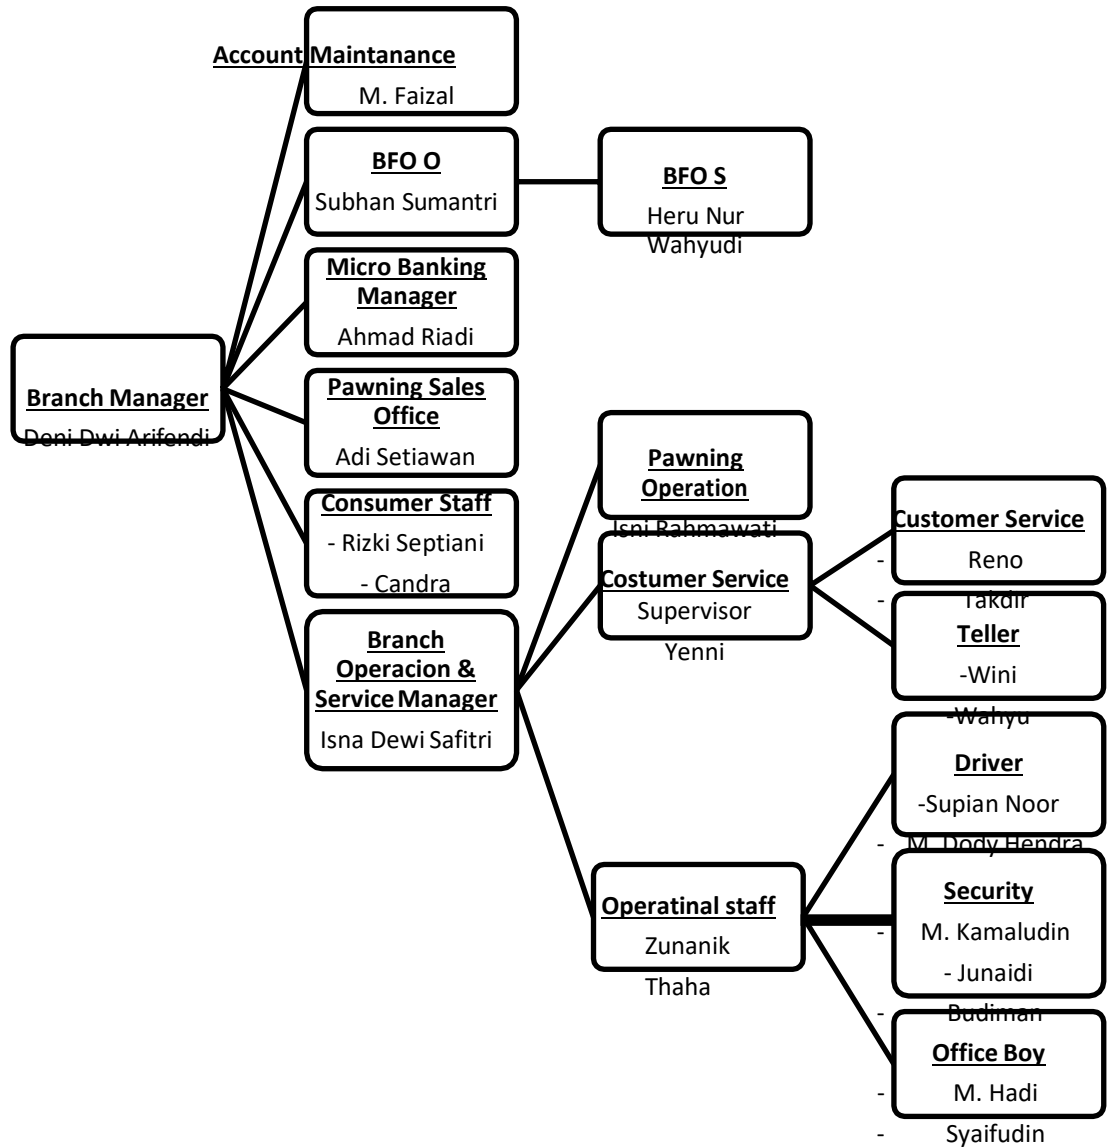 Account Maintanance
M. Faizal
BFO O
Subhan Sumantri
BFO S
Heru Nur
Wahyudi
Micro Banking
Manager
Ahmad Riadi
Branch Manager
Deni Dwi Arifendi
Pawning Sales
Office
Adi Setiawan
Consumer Staff
- Rizki Septiani
- Candra
Branch
Operacion &
Service Manager
Isna Dewi Safitri
Pawning
Operation
Isni Rahmawati
Costumer Service
Supervisor
Yenni
Customer Service
- Reno
- Takdir
Teller
-Wini
-Wahyu
Operatinal staff
Zunanik
Thaha
Driver
-Supian Noor
- M. Dody Hendra
Security
- M. Kamaludin
- Junaidi
- Budiman
Office Boy
- M. Hadi
- Syaifudin